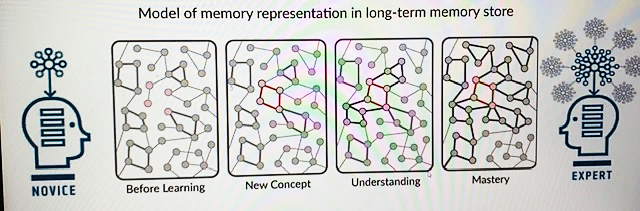 Model of memory representation in long-term memory store
NOVICE
Before Learning
New Concept
Understanding
Mastery
EXPERT